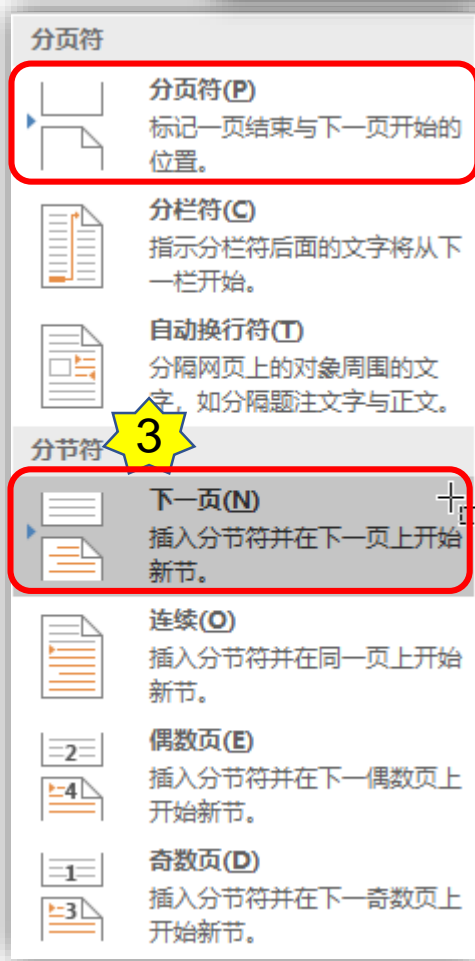 分页符
分页符(P)
标记一页结束与下一页开始的
位置。
分栏符(C)
指示分栏符后面的文字将从下
一栏开始。
自动换行符(T)
分隔网页上的对象周围的文
字，如分隔题注文字与正文。
分节符
3
下一页(N)
插入分节符并在下一页上开始
新节。
连续(O)
插入分节符并在同一页上开始
新节。
2
偶数页(E)
4
插入分节符并在下一偶数页上
开始新节。
1
奇数页(D)
3
插入分节符并在下一奇数页上
开始新节。